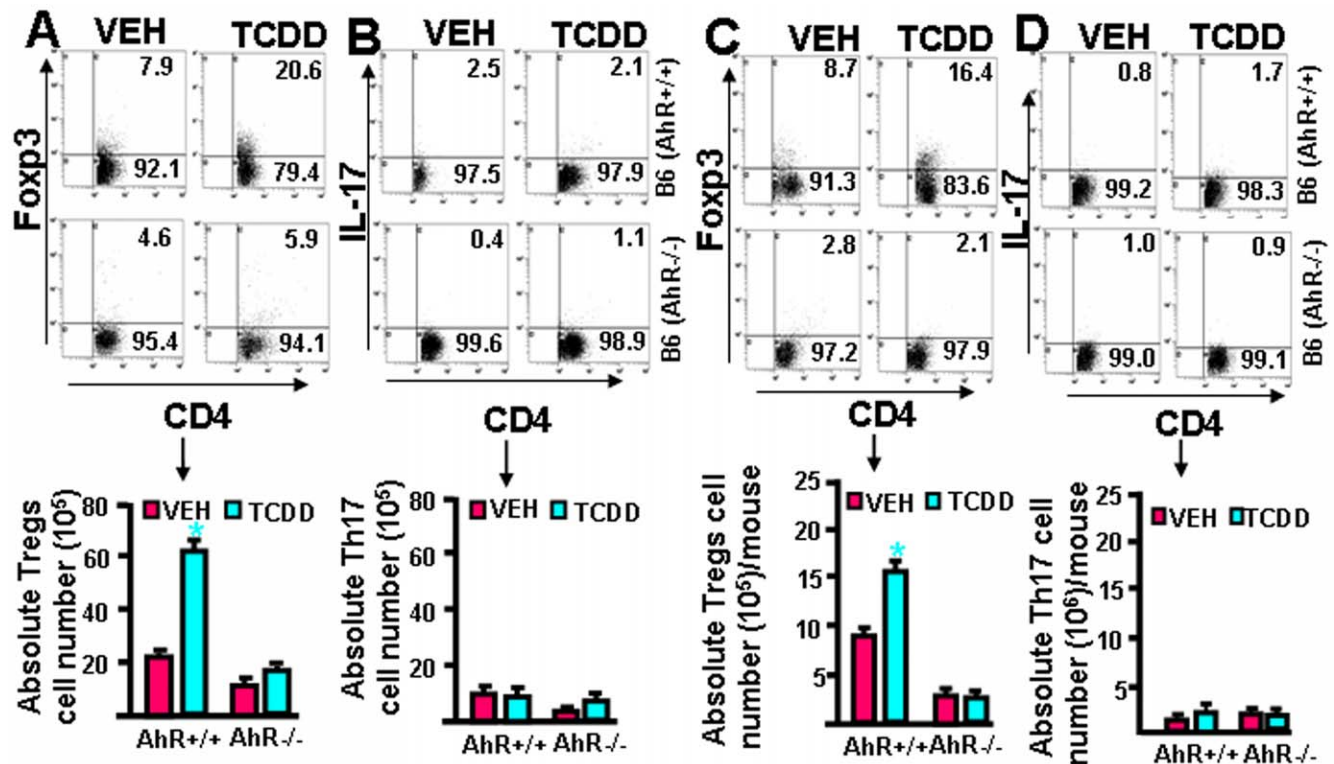 A VEH TCDD B VEH TCDD C VEH TCDD D VEH TCDD
7.9 20.6 2.5 2.1 8.7 16.4 0.8 1.7
92.1 79.4 97.5 97.9 91.3 83.6 99.2 98.3
Foxp3 IL-17 B6 (AhR+/+) Foxp3 IL-17 B6 (AhR+/+)
4.6 5.9 0.4 1.1 2.8 2.1 1.0 0.9
95.4 94.1 99.6 98.9 97.2 97.9 99.0 99.1
B6 (AhR-/-) B6 (AhR-/-)
CD4 CD4 CD4 CD4
Absolute Tregs
cell number (10⁵)
80
60
40
20
VEH TCDD
*
AhR+/+ AhR-/-
Absolute Th17
cell number (10⁵)
80
60
40
20
VEH TCDD
AhR+/+ AhR-/-
Absolute Tregs cell
number (10⁵)/mouse
25
20
15
10
5
VEH TCDD
*
AhR+/+ AhR-/-
Absolute Th17 cell
number (10⁶)/mouse
25
20
15
10
5
VEH TCDD
AhR+/+ AhR-/-